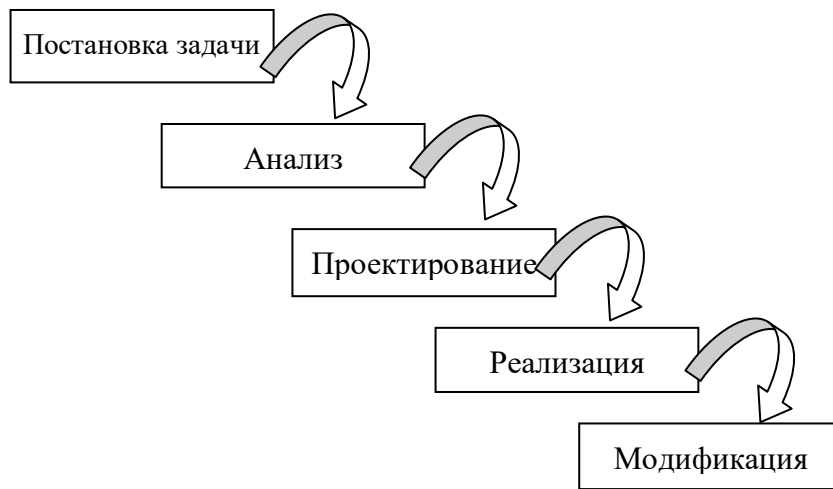 Постановка задачи
Анализ
Проектирование
Реализация
Модификация